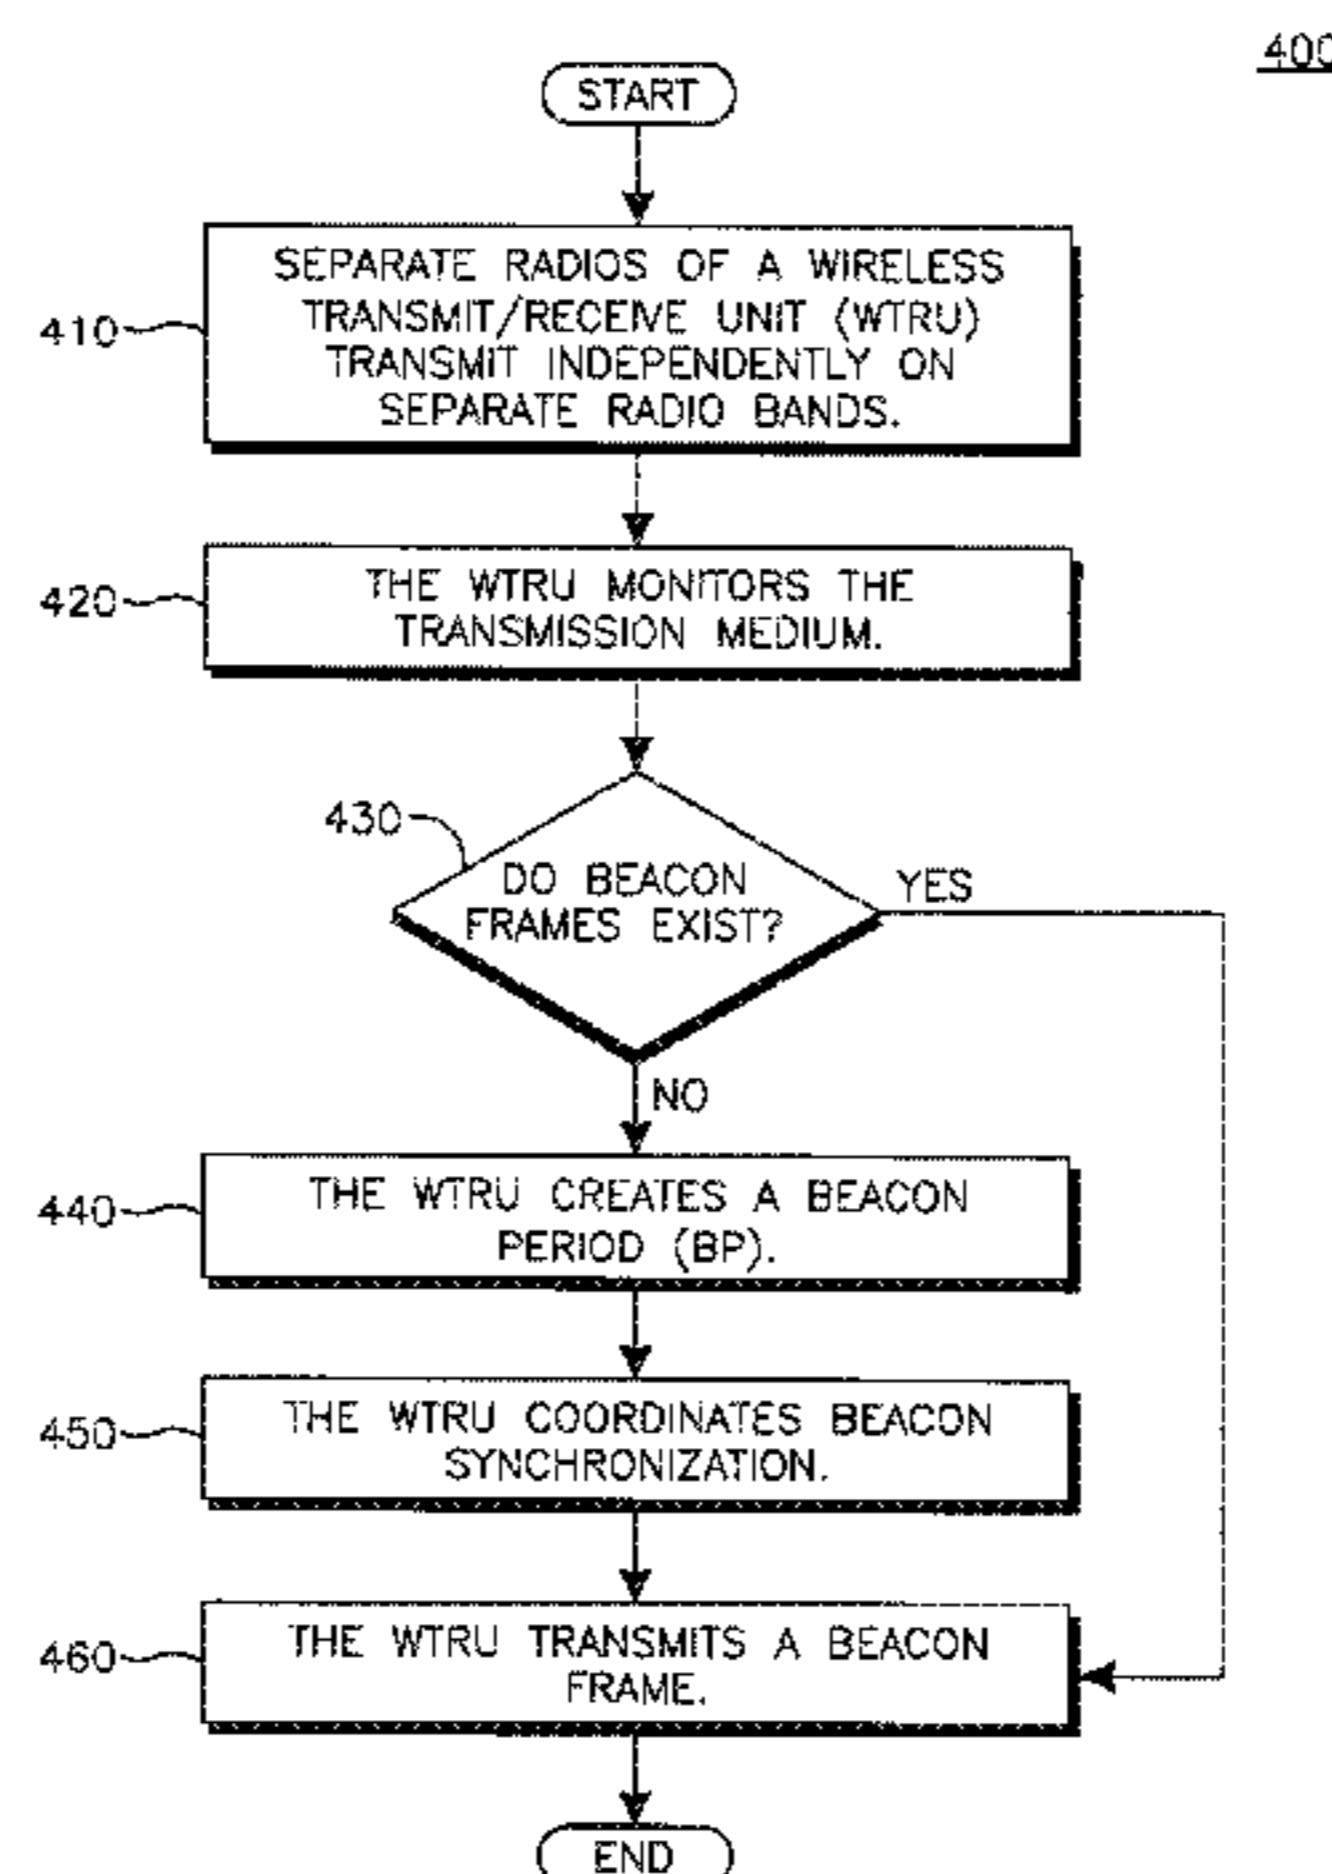 400
START
SEPARATE RADIOS OF A WIRELESS
TRANSMIT/RECEIVE UNIT (WTRU)
TRANSMIT INDEPENDENTLY ON
SEPARATE RADIO BANDS.
410
THE WTRU MONITORS THE
TRANSMISSION MEDIUM.
420
430
DO BEACON
FRAMES EXIST?
YES
NO
THE WTRU CREATES A BEACON
PERIOD (BP).
440
THE WTRU COORDINATES BEACON
SYNCHRONIZATION.
450
THE WTRU TRANSMITS A BEACON
FRAME.
460
END